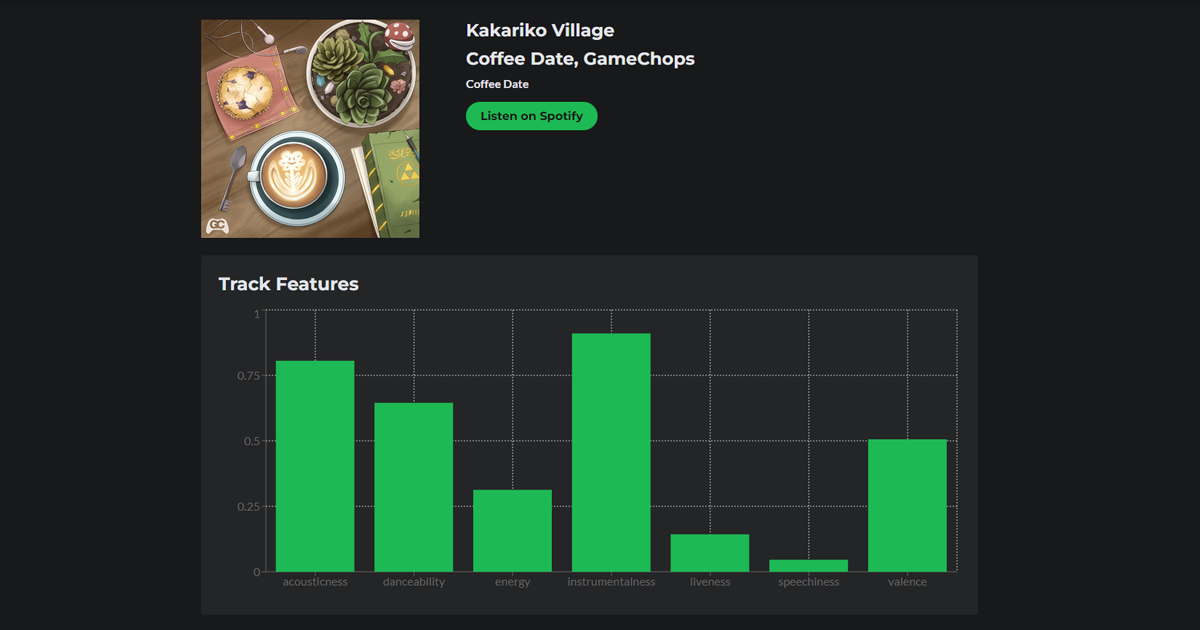 Kakariko Village
Coffee Date, GameChops
Coffee Date
Listen on Spotify
GC
Track Features
1
0.75
0.5
0.25
0
acousticness danceability energy instrumentalness liveness speechiness valence